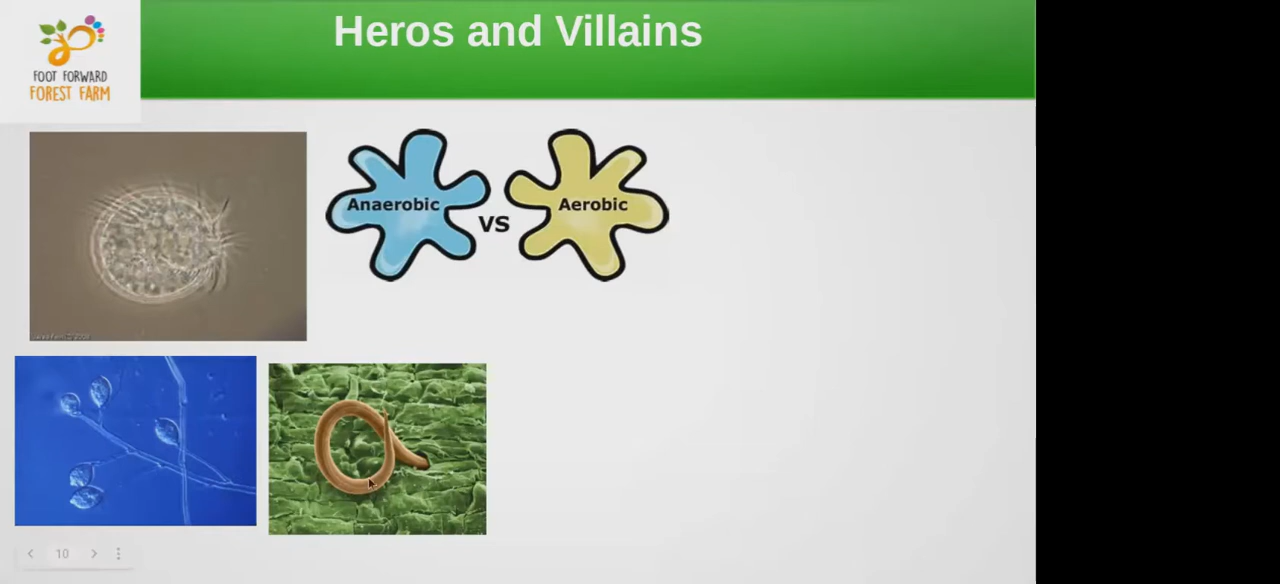 Heros and Villains
FOOT FORWARD
FOREST FARM
Anaerobic
vs
Aerobic
10